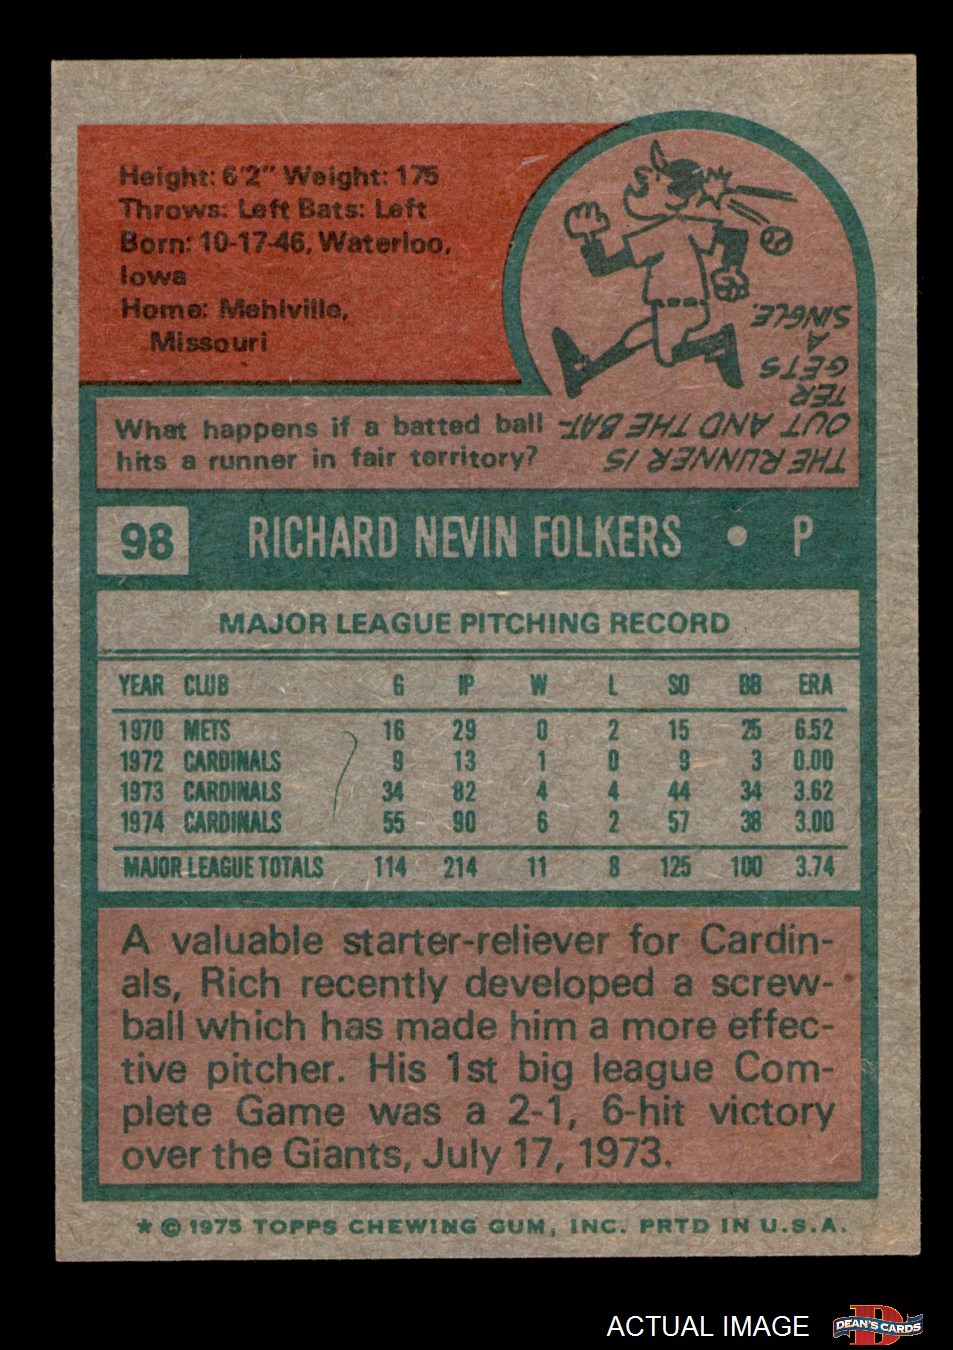 Height: 6'2" Weight: 175
Throws: Left Bats: Left
Born: 10-17-46, Waterloo,
Iowa
Home: Mehlville,
Missouri
What happens if a batted ball
hits a runner in fair territory?
THE RUNNER IS
OUT AND THE BAT-
TER
GETS
A
SINGLE.
98 RICHARD NEVIN FOLKERS • P
MAJOR LEAGUE PITCHING RECORD
YEAR CLUB G IP W L SO BB ERA
1970 METS 16 29 0 2 15 25 6.52
1972 CARDINALS 9 13 1 0 9 3 0.00
1973 CARDINALS 34 82 4 4 44 34 3.62
1974 CARDINALS 55 90 6 2 57 38 3.00
MAJOR LEAGUE TOTALS 114 214 11 8 125 100 3.74
A valuable starter-reliever for Cardin-
als, Rich recently developed a screw-
ball which has made him a more effec-
tive pitcher. His 1st big league Com-
plete Game was a 2-1, 6-hit victory
over the Giants, July 17, 1973.
* © 1975 TOPPS CHEWING GUM, INC. PRTD IN U.S.A.
ACTUAL IMAGE
D
DEAN'S CARDS